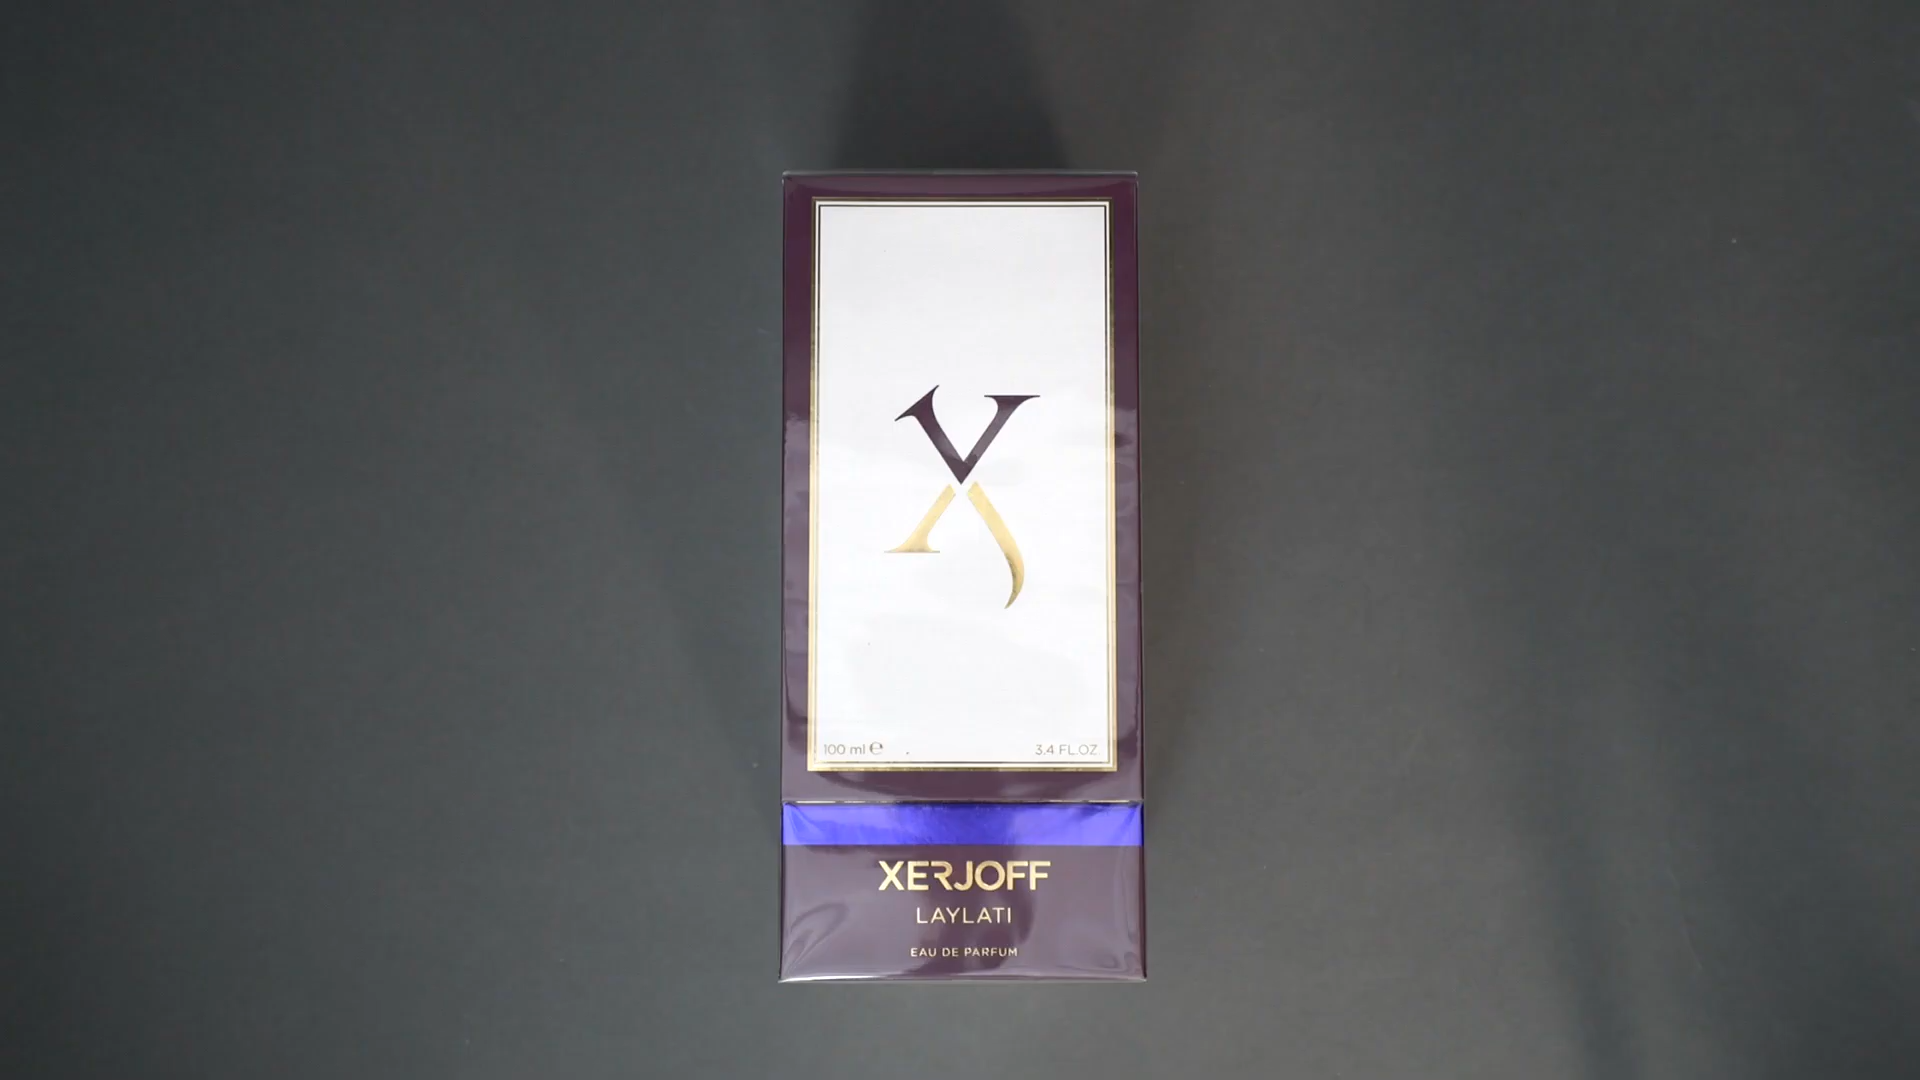 X
100 ml ℮ 3.4 FL.OZ.
XERJOFF
LAYLATI
EAU DE PARFUM